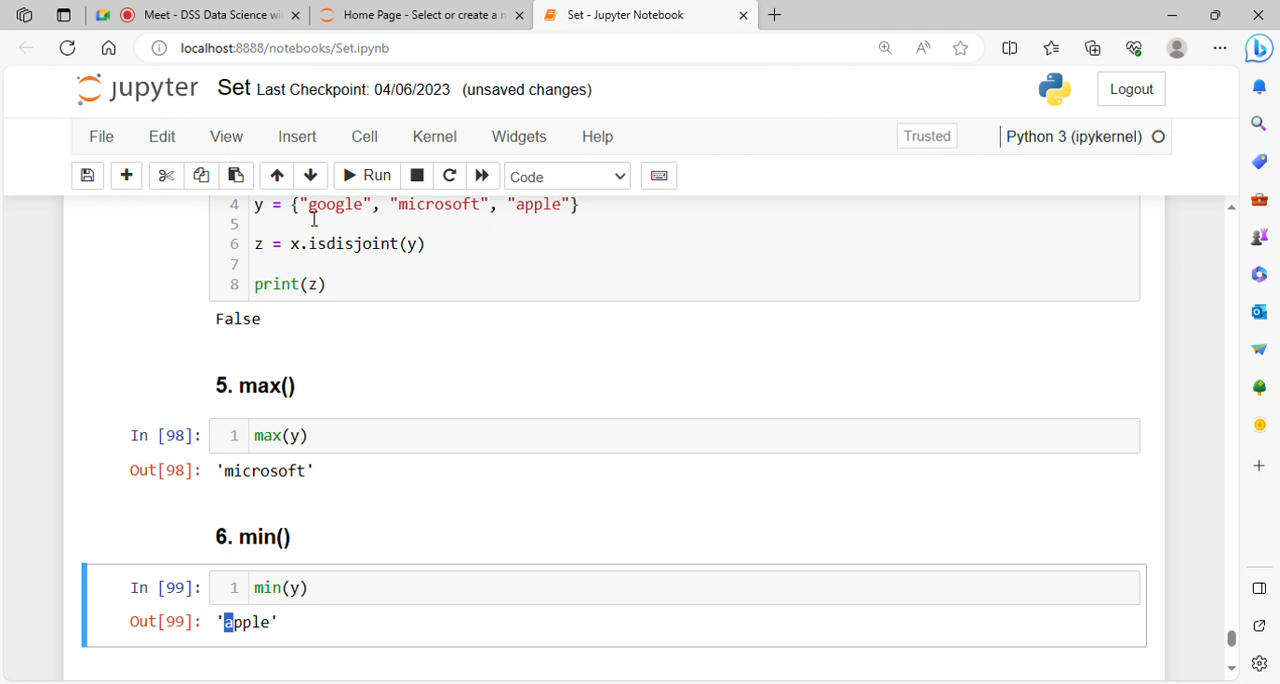 Meet - DSS Data Science wi
Home Page - Select or create a n
Set - Jupyter Notebook
localhost:8888/notebooks/Set.ipynb
jupyter Set Last Checkpoint: 04/06/2023 (unsaved changes)
Logout
File Edit View Insert Cell Kernel Widgets Help
Trusted
Python 3 (ipykernel)
Run
Code
4 y = {"google", "microsoft", "apple"}
5
6 z = x.isdisjoint(y)
7
8 print(z)
False
5. max()
In [98]: 1 max(y)
Out[98]: 'microsoft'
6. min()
In [99]: 1 min(y)
Out[99]: 'apple'